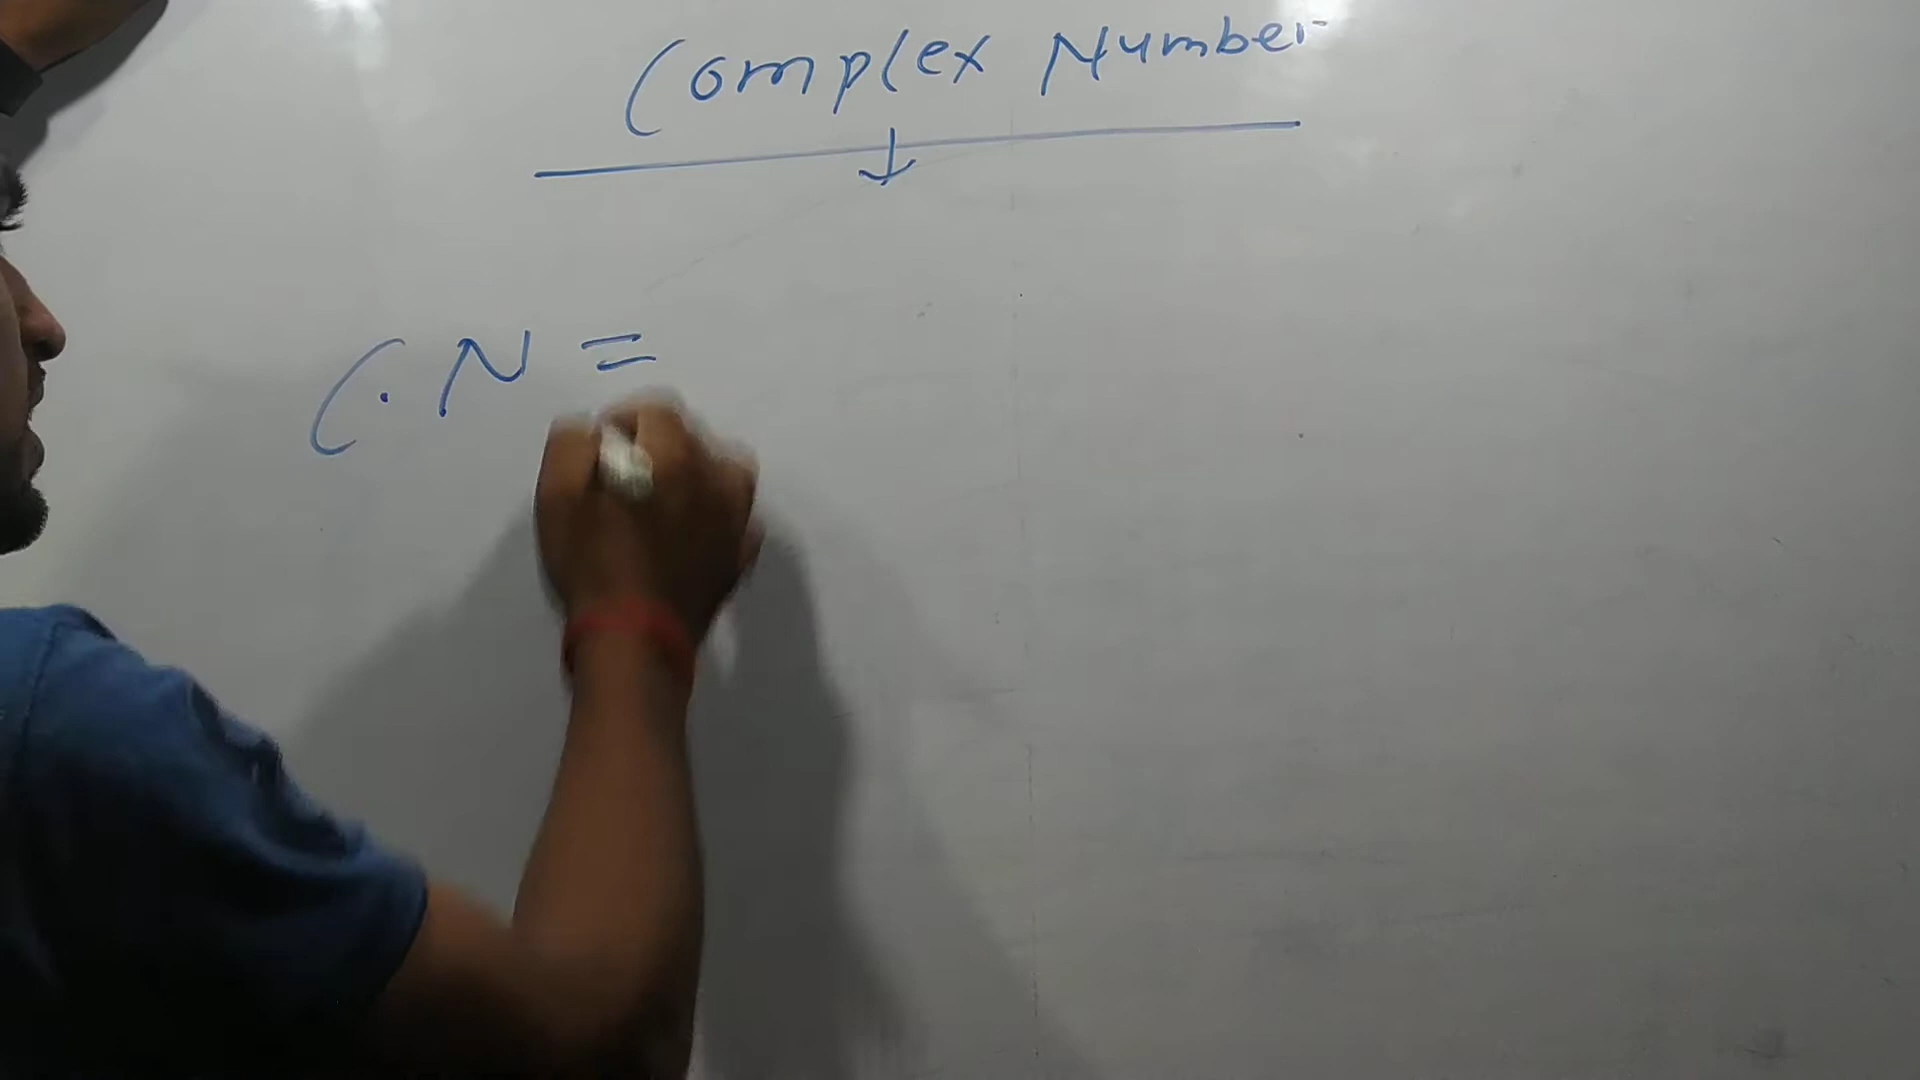 Complex Number
↓
C.N =